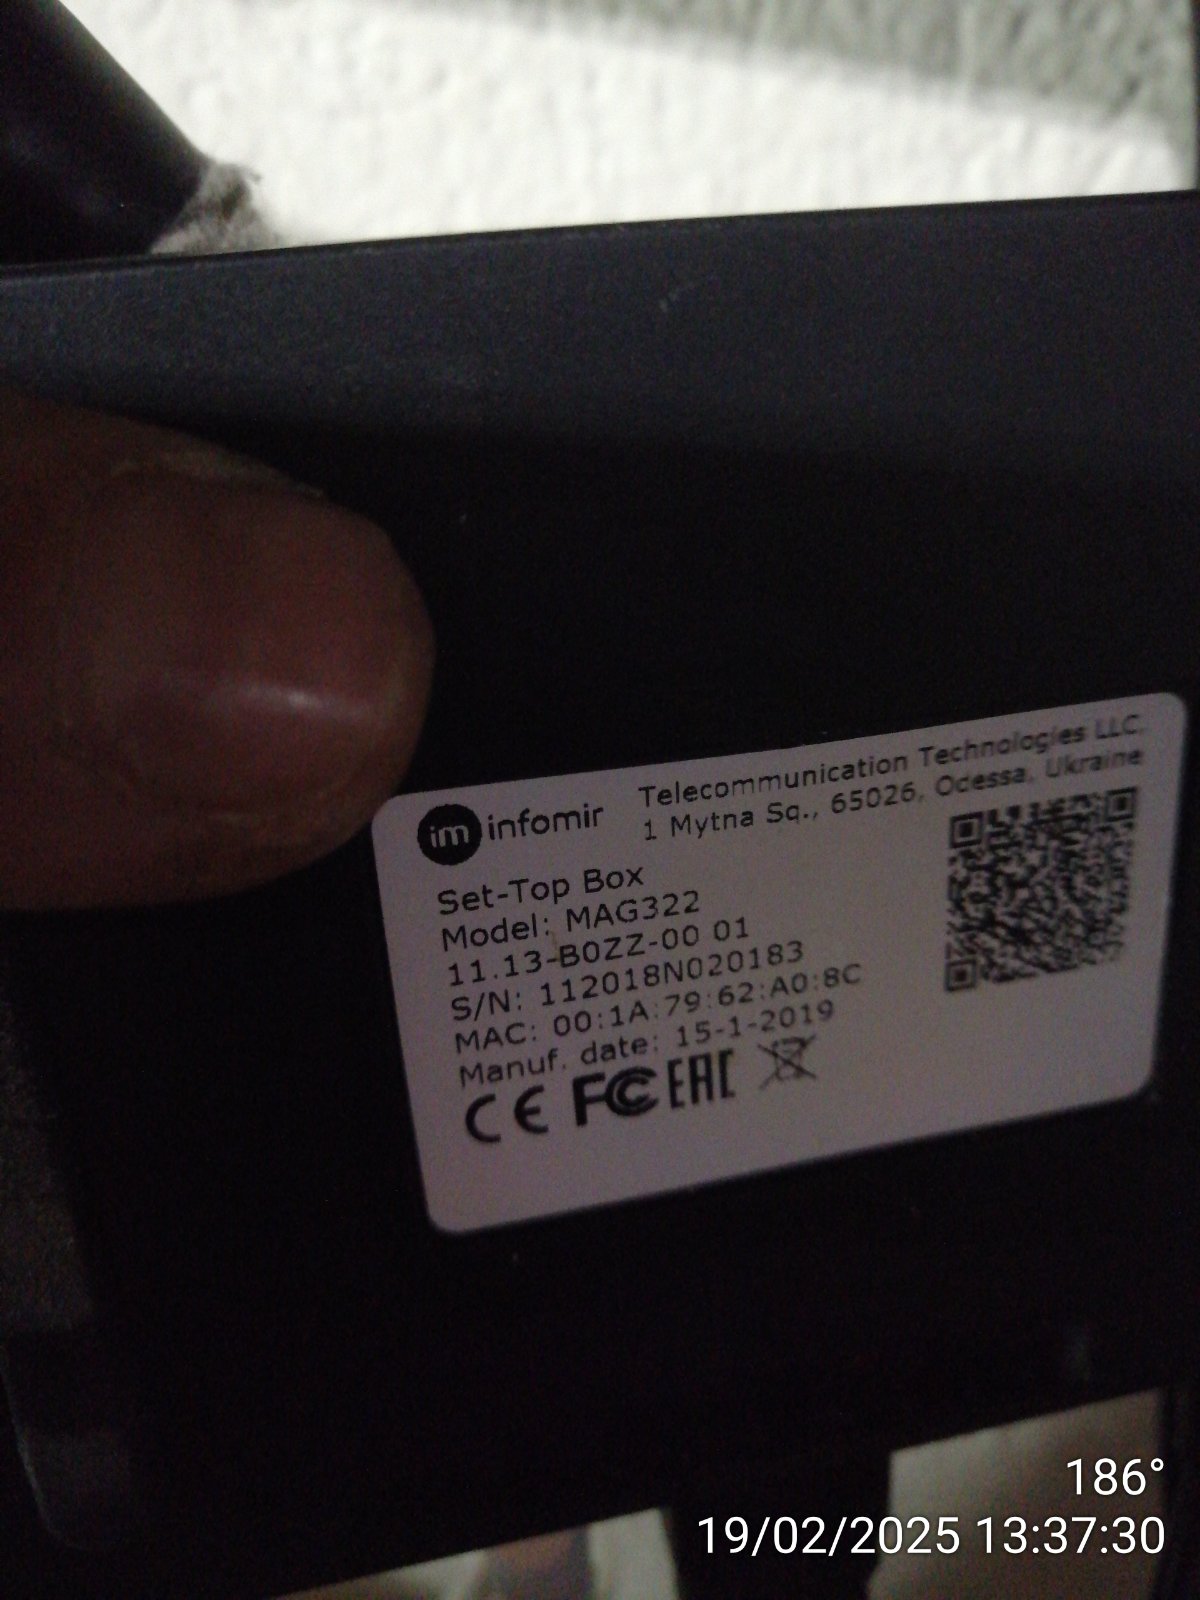 im infomir
Telecommunication Technologies LLC,
1 Mytna Sq., 65026, Odessa, Ukraine
Set-Top Box
Model: MAG322
11.13-B0ZZ-00 01
S/N: 112018N020183
MAC: 00:1A:79:62:A0:8C
Manuf. date: 15-1-2019
CE FC EAC
186°
19/02/2025 13:37:30